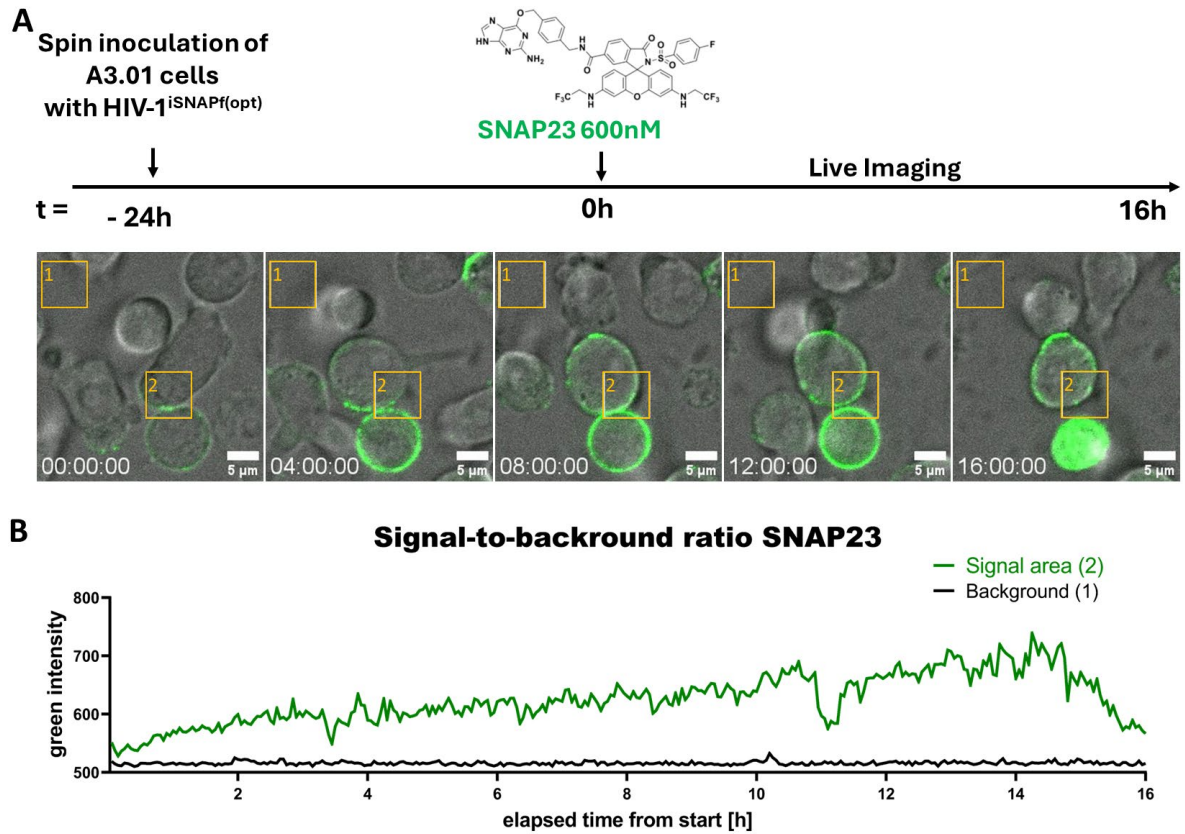 A
Spin inoculation of
A3.01 cells
with HIV-1iSNAPf(opt)
N
HN
N
O
N
N
NH2
H
N
O
O
N
O
S
O
F
F3C
N
H
O
N
H
CF3
SNAP23 600nM
Live Imaging
t =
- 24h
0h
16h
1
2
00:00:00
5 µm
1
2
04:00:00
5 µm
1
2
08:00:00
5 µm
1
2
12:00:00
5 µm
1
2
16:00:00
5 µm
B
Signal-to-backround ratio SNAP23
Signal area (2)
Background (1)
green intensity
800
700
600
500
2 4 6 8 10 12 14 16
elapsed time from start [h]